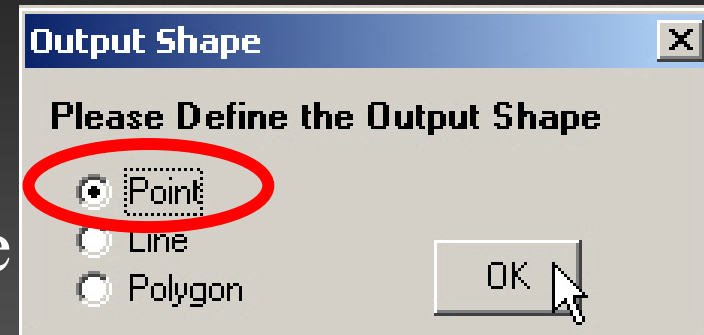 Output Shape
Please Define the Output Shape
Point
Line
Polygon
OK
e